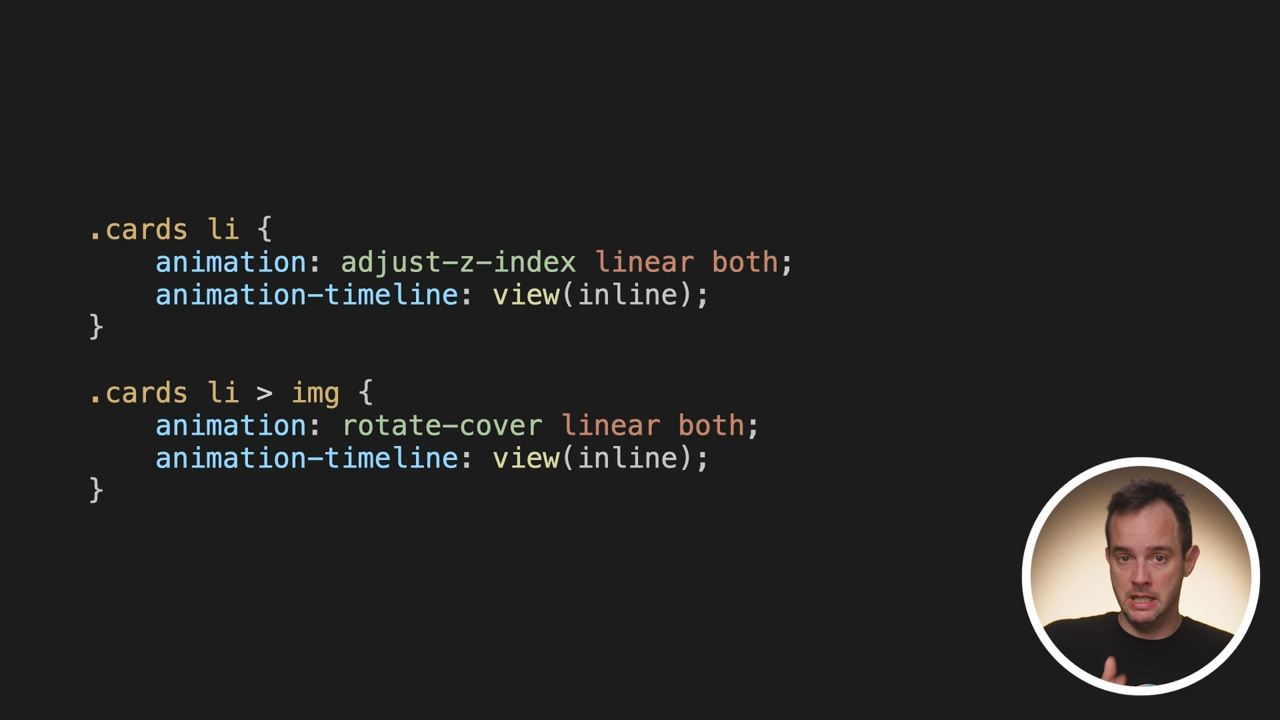 .cards li {
    animation: adjust-z-index linear both;
    animation-timeline: view(inline);
}
.cards li > img {
    animation: rotate-cover linear both;
    animation-timeline: view(inline);
}